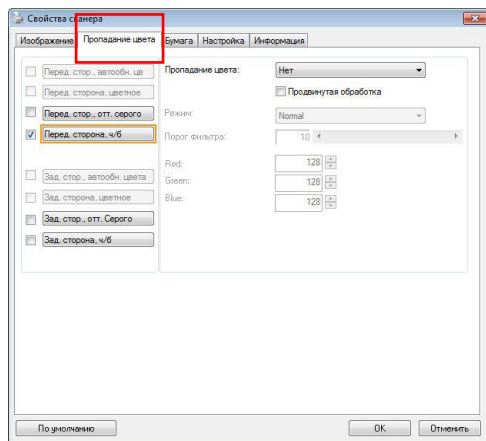 Свойства сканера
Изображение Пропадание цвета Бумага Настройка Информация
Перед. стор., автообн. цв
Перед. сторона, цветное
Перед. стор., отт. серого
Перед. сторона, ч/б
Зад. стор., автообн. цвета
Зад. сторона, цветное
Зад. стор., отт. Серого
Зад. сторона, ч/б
Пропадание цвета: Нет
Продвинутая обработка
Режим: Normal
Порог фильтра: 10
Red: 128
Green: 128
Blue: 128
По умолчанию OK Отменить